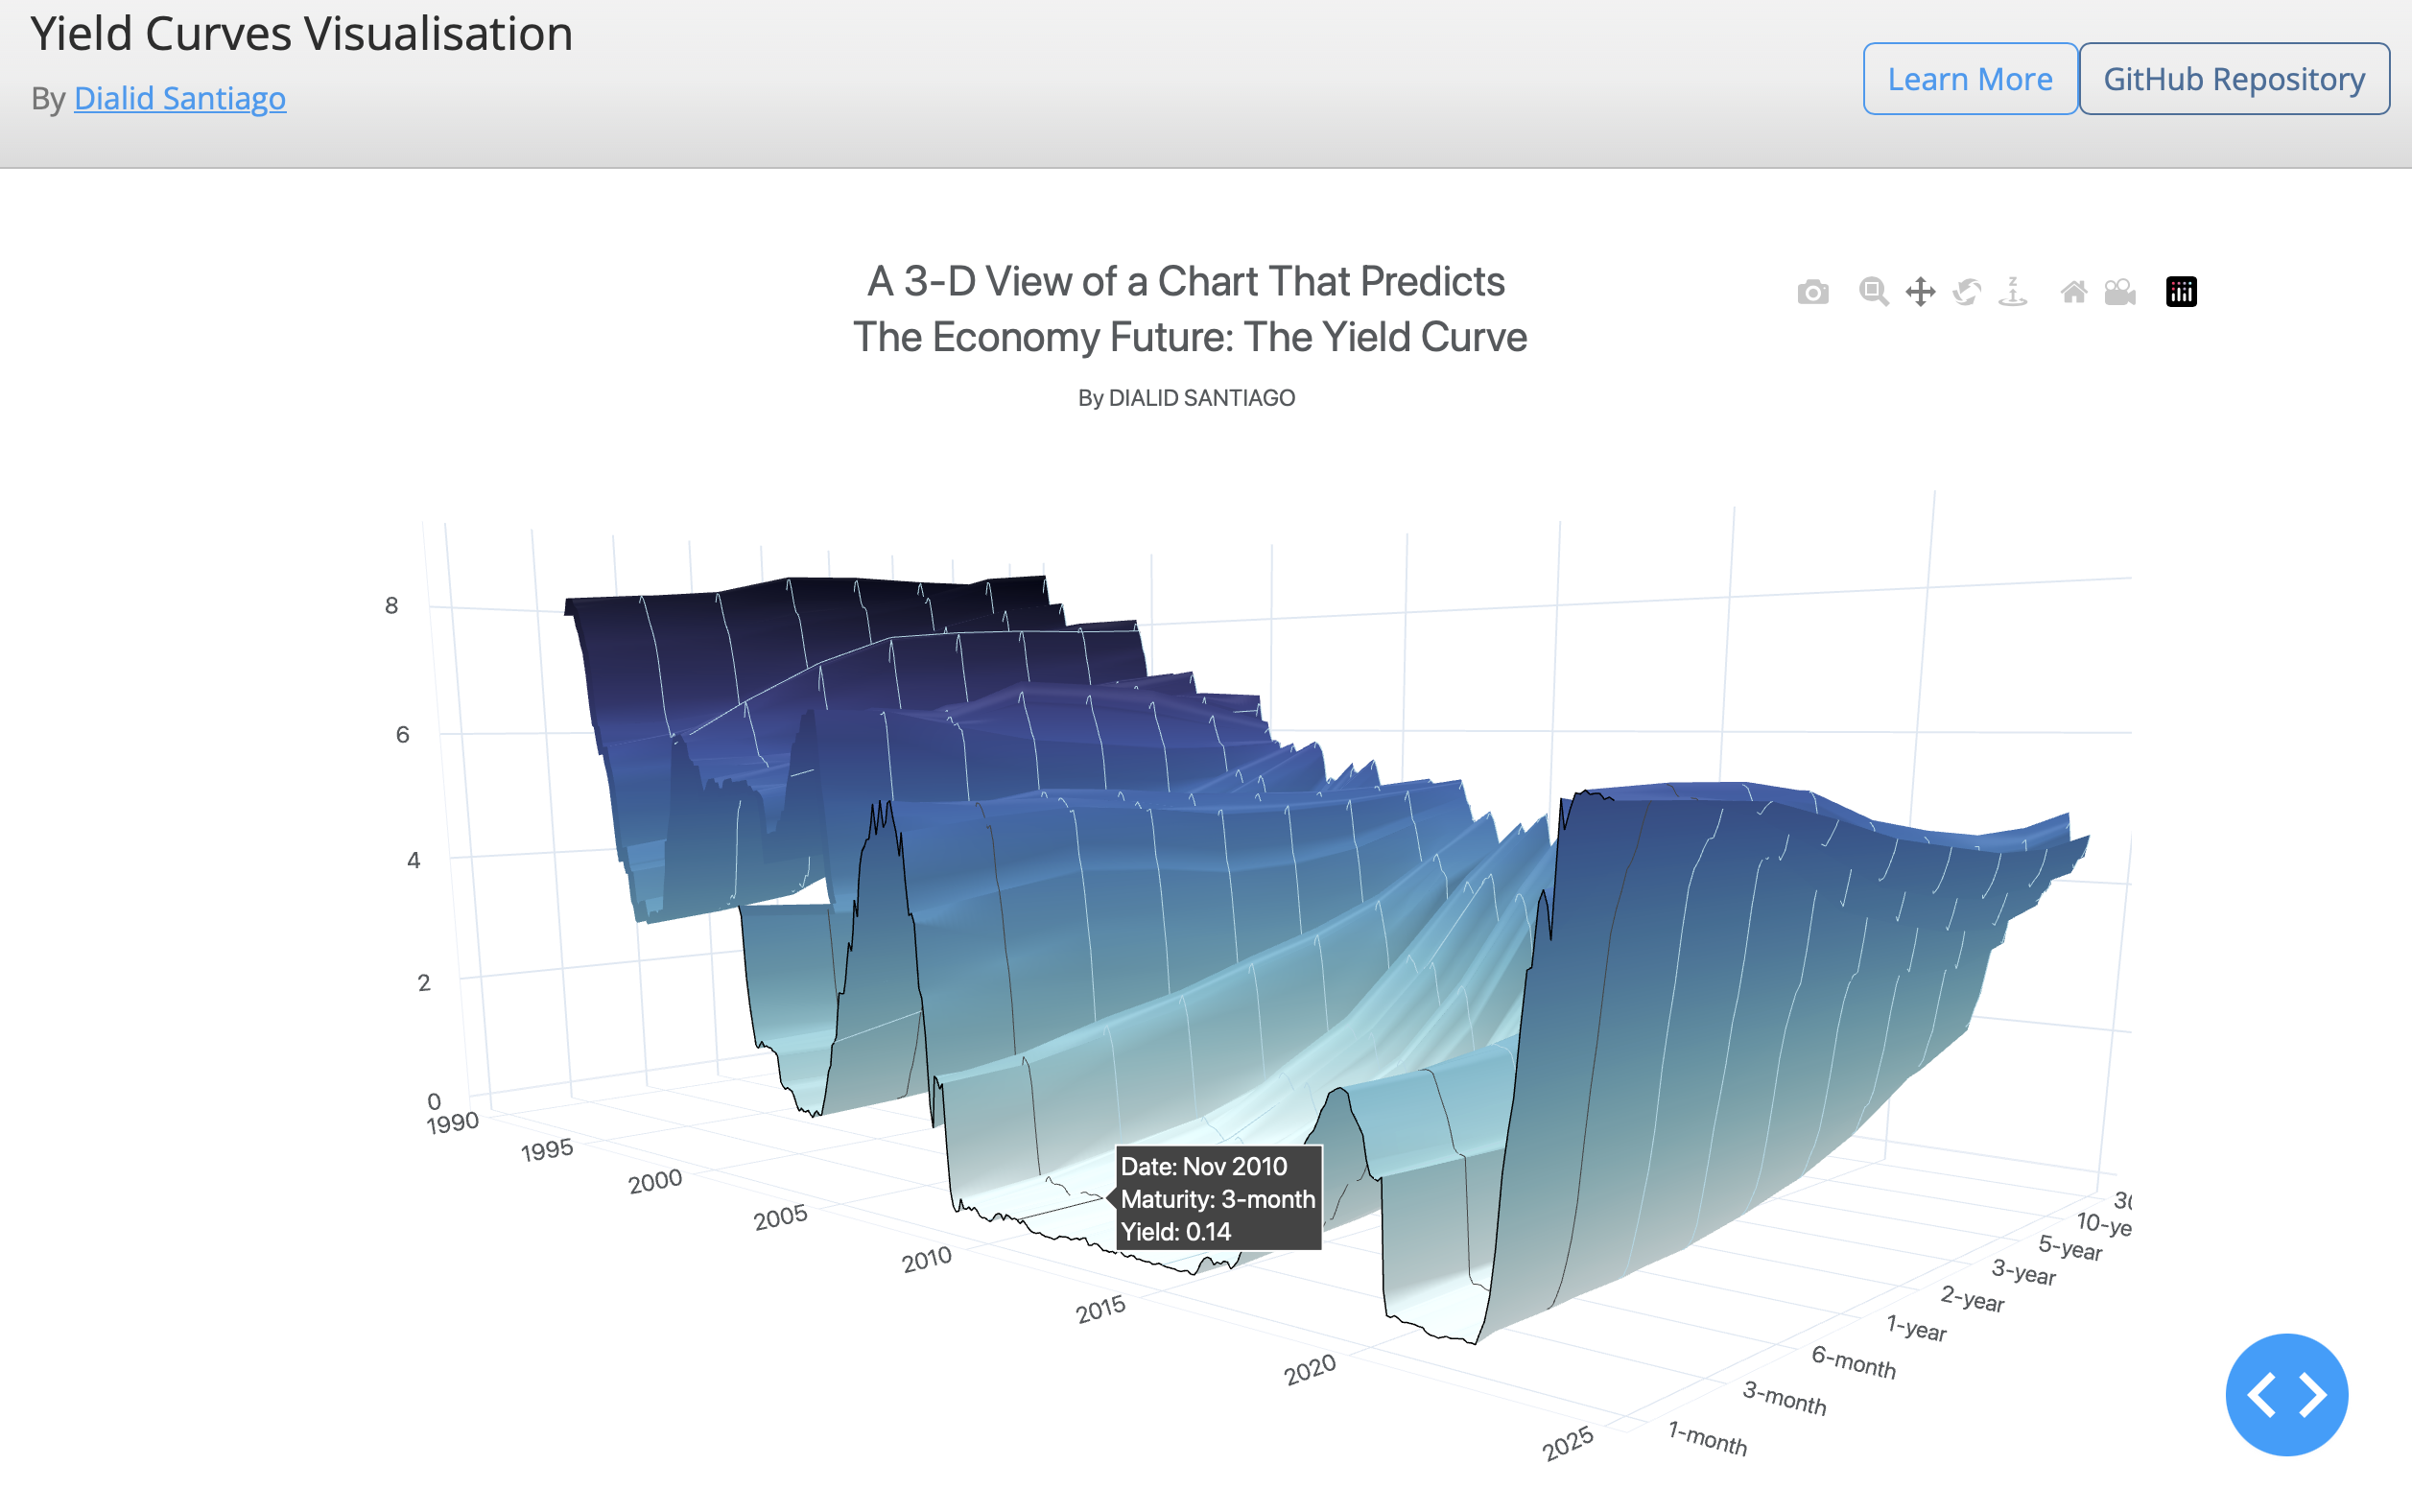 Yield Curves Visualisation
By Dialid Santiago
Learn More
GitHub Repository
A 3-D View of a Chart That Predicts
The Economy Future: The Yield Curve
By DIALID SANTIAGO
8
6
4
2
0
1990
1995
2000
2005
2010
2015
2020
2025
Date: Nov 2010
Maturity: 3-month
Yield: 0.14
10-ye
5-year
3-year
2-year
1-year
6-month
3-month
1-month